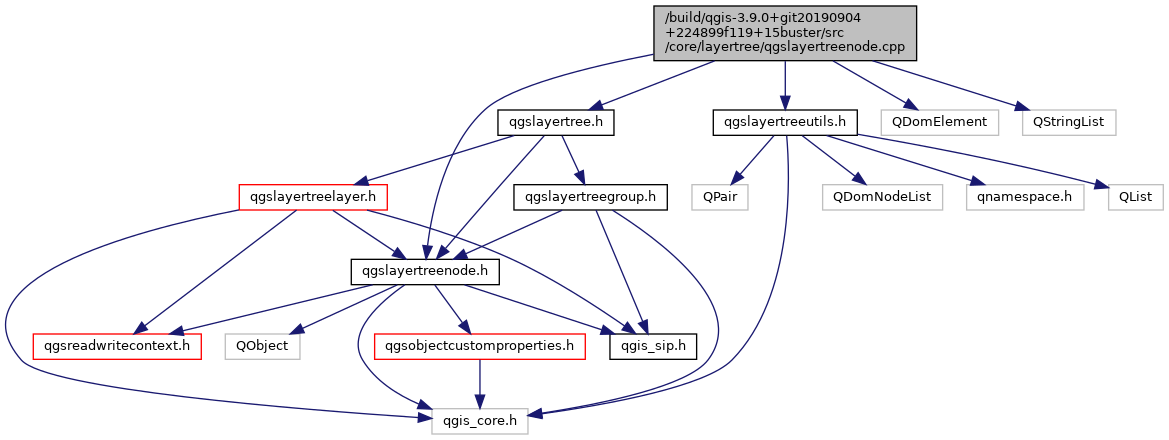 /build/qgis-3.9.0+git20190904
+224899f119+15buster/src
/core/layertree/qgslayertreenode.cpp
qgslayertree.h
qgslayertreeutils.h
QDomElement
QStringList
qgslayertreelayer.h
qgslayertreegroup.h
QPair
QDomNodeList
qnamespace.h
QList
qgslayertreenode.h
qgsreadwritecontext.h
QObject
qgsobjectcustomproperties.h
qgis_sip.h
qgis_core.h